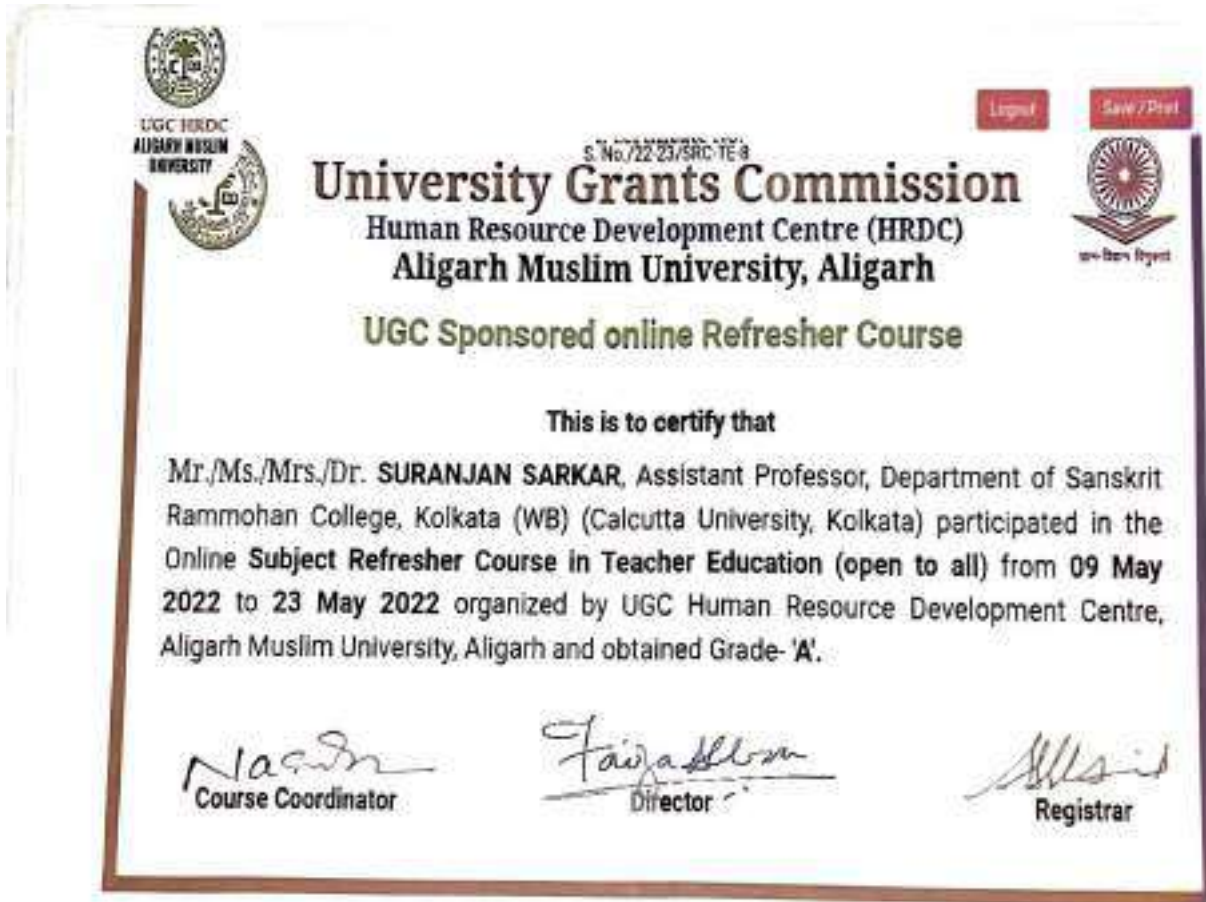 UGC HRDC
ALIGARH MUSLIM
UNIVERSITY
Logout
Save / Print
S. No./22-23/SRC-TE-8
University Grants Commission
Human Resource Development Centre (HRDC)
Aligarh Muslim University, Aligarh
ज्ञान-विज्ञान विमुक्तये
UGC Sponsored online Refresher Course
This is to certify that
Mr./Ms./Mrs./Dr. SURANJAN SARKAR, Assistant Professor, Department of Sanskrit
Rammohan College, Kolkata (WB) (Calcutta University, Kolkata) participated in the
Online Subject Refresher Course in Teacher Education (open to all) from 09 May
2022 to 23 May 2022 organized by UGC Human Resource Development Centre,
Aligarh Muslim University, Aligarh and obtained Grade- 'A'.
Course Coordinator
Director
Registrar